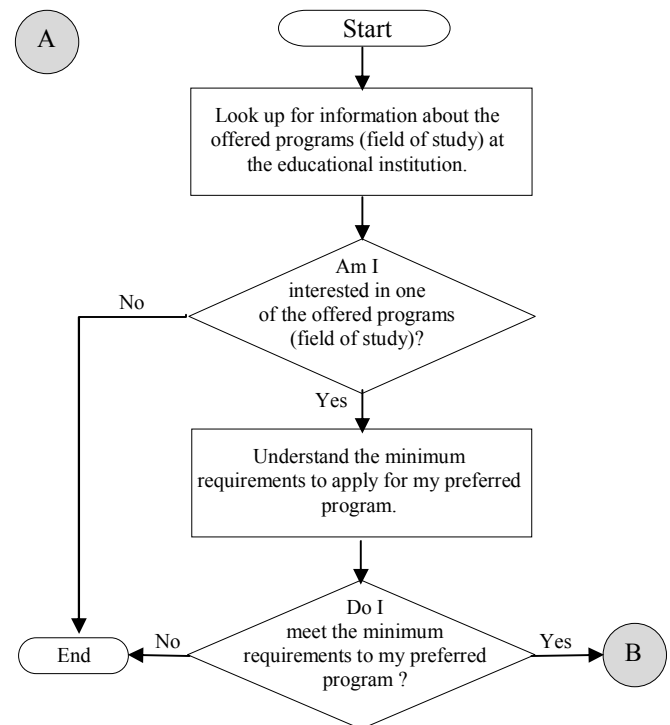 A
Start
Look up for information about the
offered programs (field of study) at
the educational institution.
Am I
interested in one
of the offered programs
(field of study)?
No
Yes
Understand the minimum
requirements to apply for my preferred
program.
Do I
meet the minimum
requirements to my preferred
program ?
No
End
Yes
B